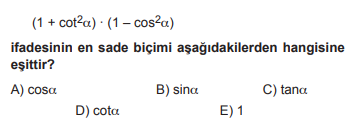 (1 + cot²α) · (1 – cos²α)
ifadesinin en sade biçimi aşağıdakilerden hangisine
eşittir?
A) cosα B) sinα C) tanα
D) cotα E) 1